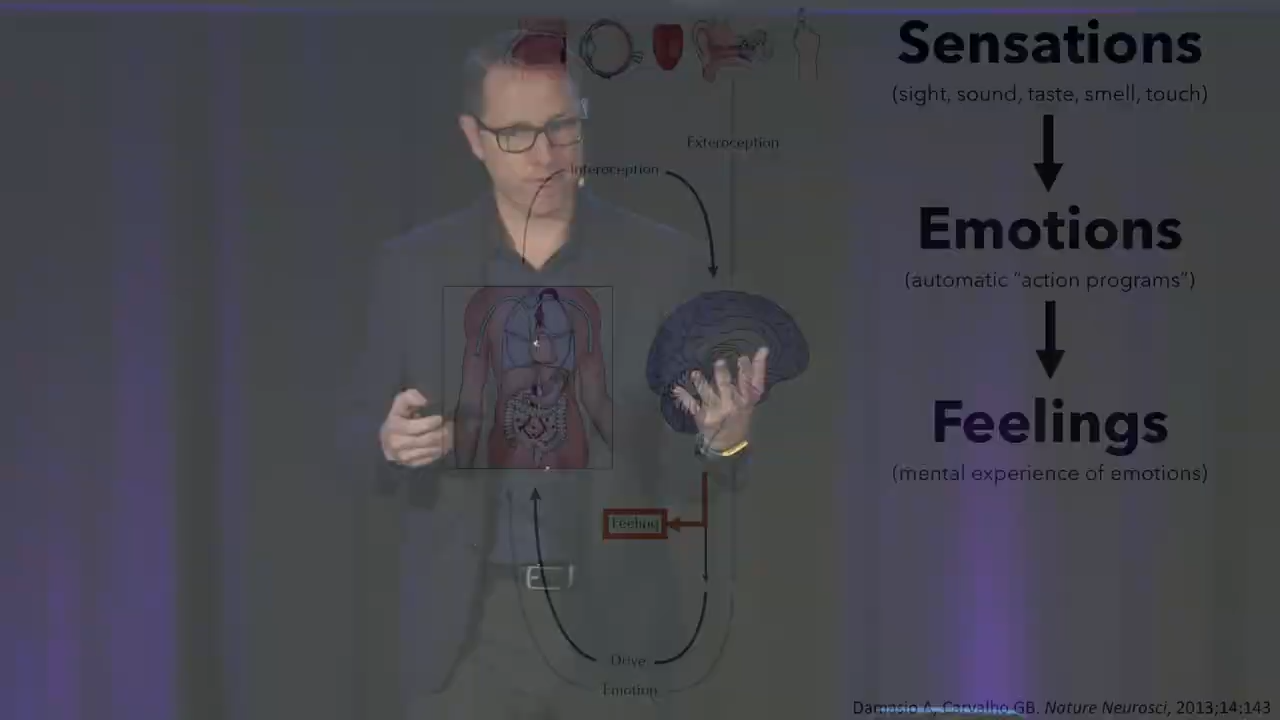 Sensations
(sight, sound, taste, smell, touch)
Exteroception
Interoception
Emotions
(automatic “action programs”)
Feelings
(mental experience of emotions)
Feeling
Drive
Emotion
Damasio A, Carvalho GB. Nature Neurosci, 2013;14:143